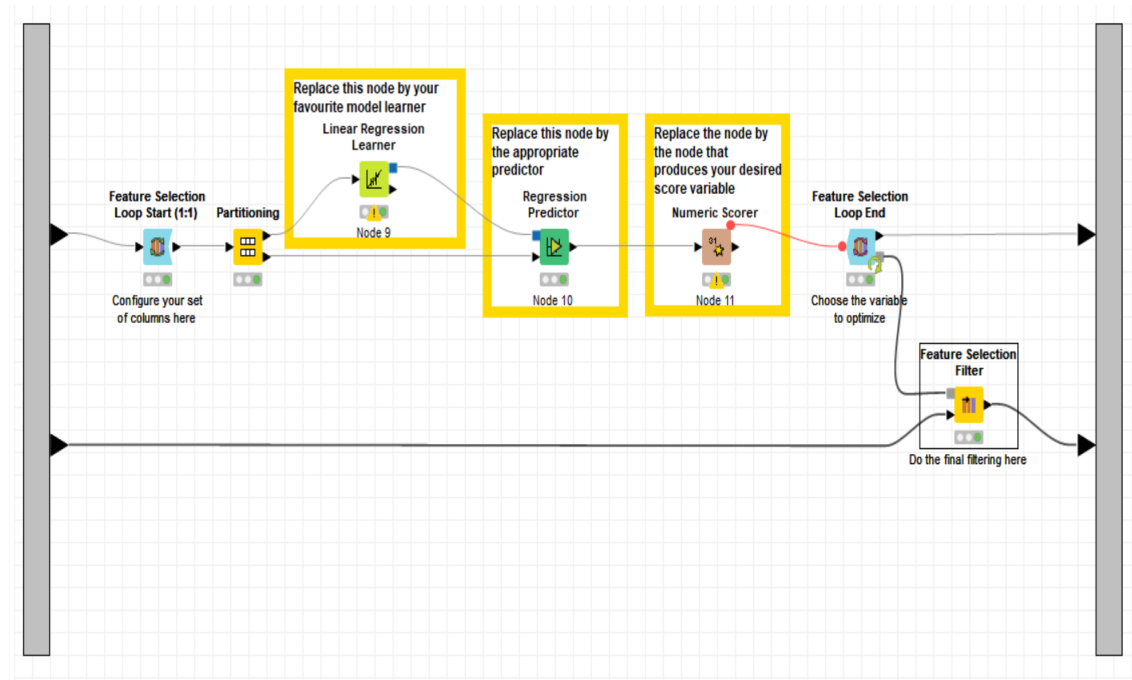 Replace this node by your
favourite model learner
Linear Regression
Learner
Node 9
Replace this node by
the appropriate
predictor
Regression
Predictor
Node 10
Replace the node by
the node that
produces your desired
score variable
Numeric Scorer
Node 11
Feature Selection
Loop Start (1:1)
Configure your set
of columns here
Partitioning
Feature Selection
Loop End
Choose the variable
to optimize
Feature Selection
Filter
Do the final filtering here